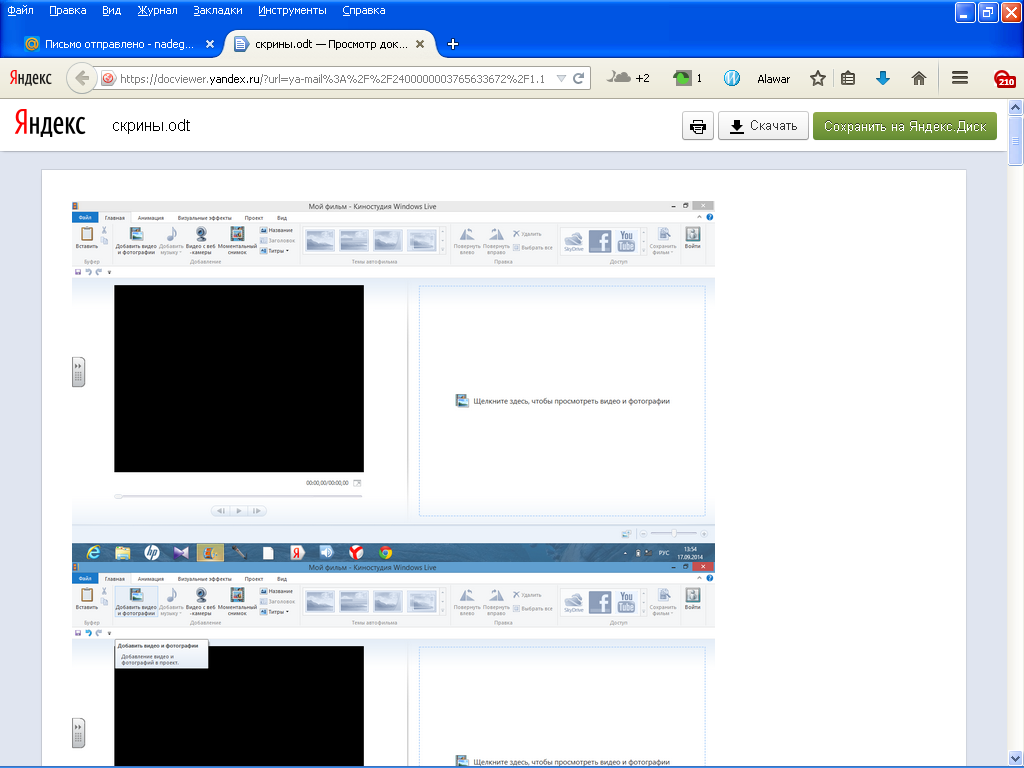 Файл Правка Вид Журнал Закладки Инструменты Справка
Письмо отправлено - nadeg... скрины.odt — Просмотр док...
Яндекс https://docviewer.yandex.ru/?url=ya-mail%3A%2F%2F2400000003765633672%2F1.1 +2 1 Alawar 210
Яндекс скрины.odt Скачать Сохранить на Яндекс.Диск
Мой фильм - Киностудия Windows Live
Файл Главная Анимация Визуальные эффекты Проект Вид
Вставить
Добавить видео и фотографии
Добавить музыку
Видео с веб-камеры
Моментальный снимок
Название
Заголовок
Титры
Повернуть влево
Повернуть вправо
Удалить
Выбрать все
SkyDrive
You Tube
Сохранить фильм
Войти
Буфер Добавление Темы автофильма Правка Доступ
Щелкните здесь, чтобы просмотреть видео и фотографии
00:00,00/00:00,00
hp Я РУС 13:54
17.09.2014
Мой фильм - Киностудия Windows Live
Файл Главная Анимация Визуальные эффекты Проект Вид
Вставить
Добавить видео и фотографии
Добавить музыку
Видео с веб-камеры
Моментальный снимок
Название
Заголовок
Титры
Повернуть влево
Повернуть вправо
Удалить
Выбрать все
SkyDrive
You Tube
Сохранить фильм
Войти
Буфер Добавление Темы автофильма Правка Доступ
Добавить видео и фотографии
Добавление видео и
фотографий в проект.
Щелкните здесь, чтобы просмотреть видео и фотографии